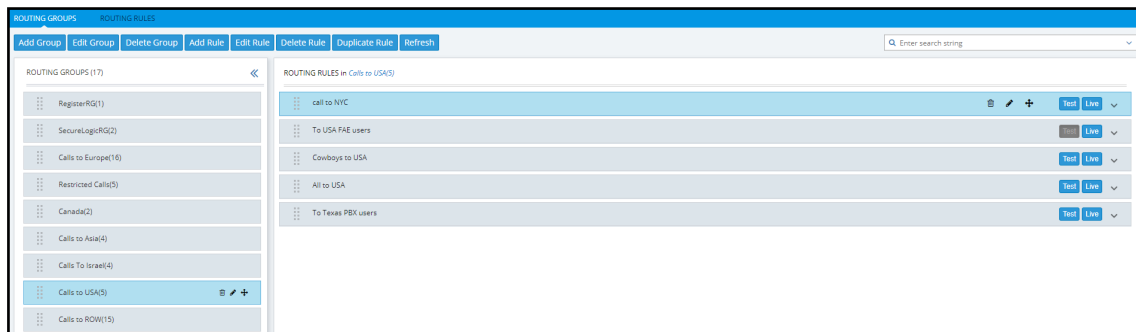 ROUTING GROUPS ROUTING RULES
Add Group Edit Group Delete Group Add Rule Edit Rule Delete Rule Duplicate Rule Refresh Enter search string
ROUTING GROUPS (17)
RegisterRG(1)
SecureLogicRG(2)
Calls to Europe(16)
Restricted Calls(5)
Canada(2)
Calls to Asia(4)
Calls To Israel(4)
Calls to USA(5)
Calls to ROW(15)
ROUTING RULES in Calls to USA(5)
call to NYC Test Live
To USA FAE users Test Live
Cowboys to USA Test Live
All to USA Test Live
To Texas PBX users Test Live